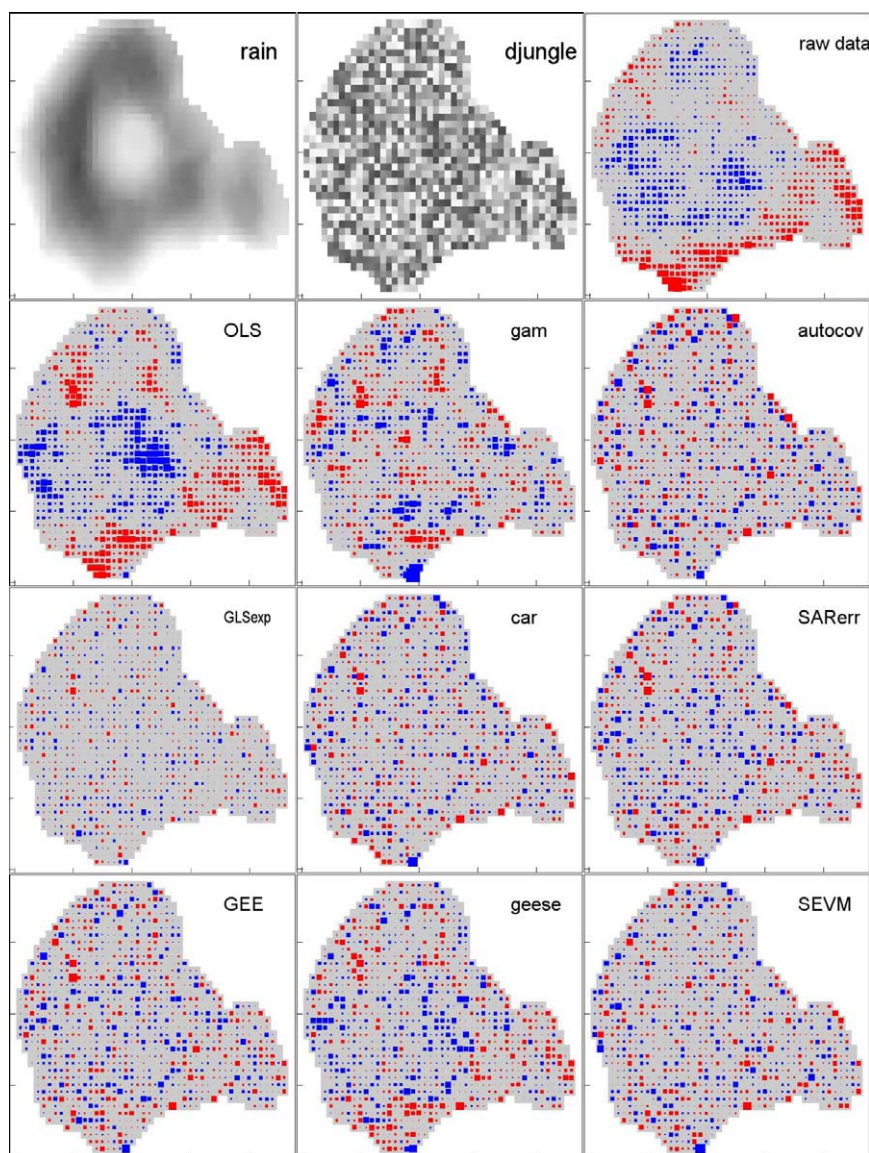 rain
djungle
raw data
OLS
gam
autocov
GLSexp
car
SARerr
GEE
geese
SEVM